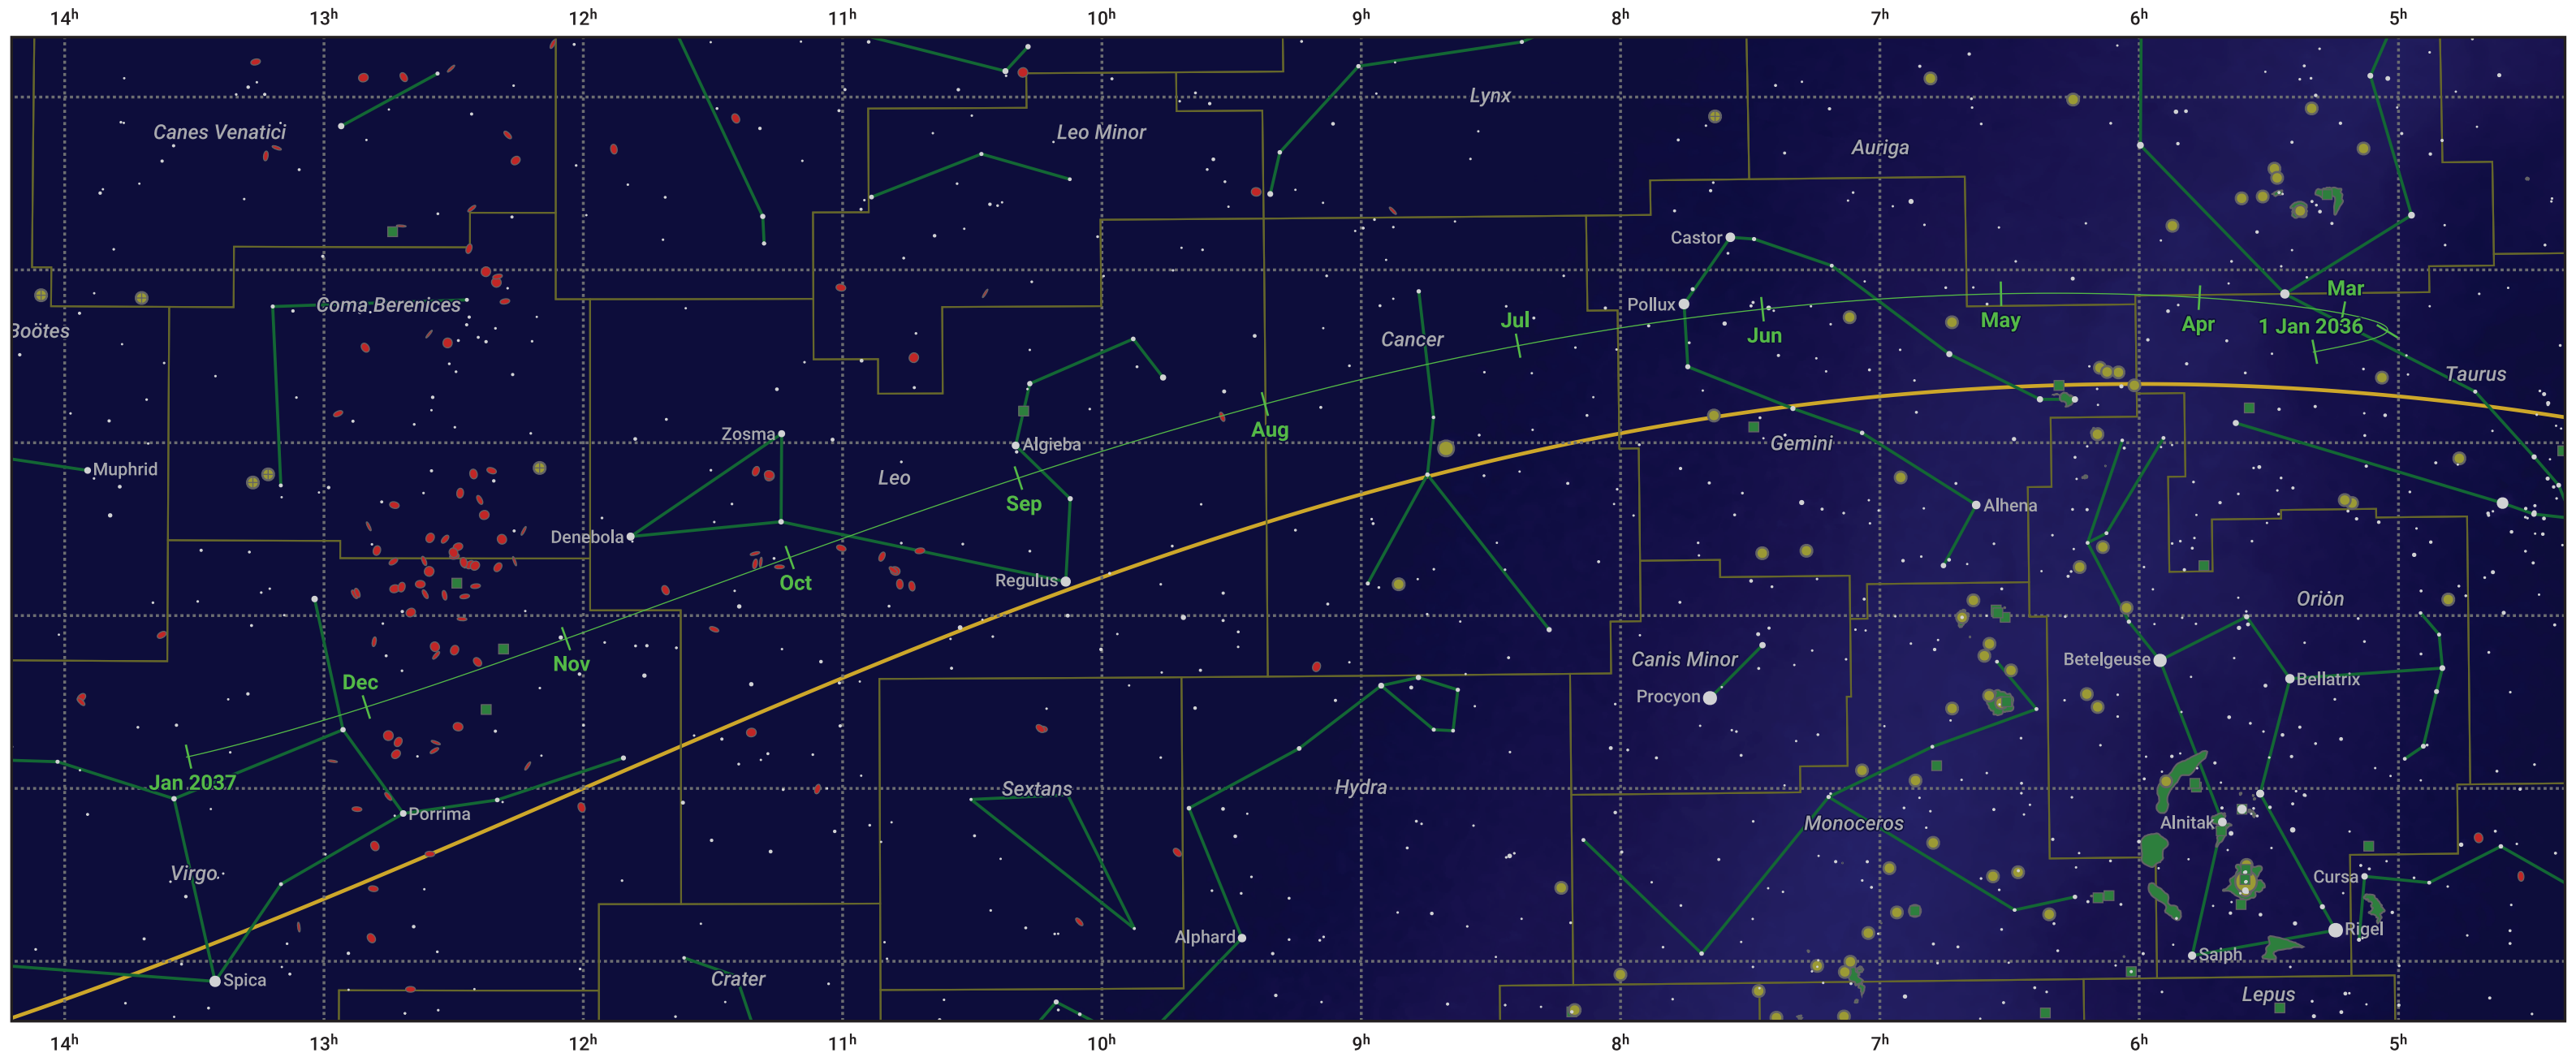 14ʰ 13ʰ 12ʰ 11ʰ 10ʰ 9ʰ 8ʰ 7ʰ 6ʰ 5ʰ
Lynx
Canes Venatici
Leo Minor
Auriga
Castor
Mar
Coma Berenices
Pollux
Jul
May
Apr
1 Jan 2036
Boötes
Cancer
Jun
Taurus
Aug
Zosma
Algieba
Gemini
Muphrid
Leo
Sep
Alhena
Denebola
Oct
Regulus
Orion
Nov
Canis Minor
Betelgeuse
Dec
Procyon
Bellatrix
Jan 2037
Sextans
Hydra
Porrima
Monoceros
Alnitak
Virgo
Cursa
Alphard
Rigel
Spica
Crater
Saiph
Lepus
14ʰ 13ʰ 12ʰ 11ʰ 10ʰ 9ʰ 8ʰ 7ʰ 6ʰ 5ʰ